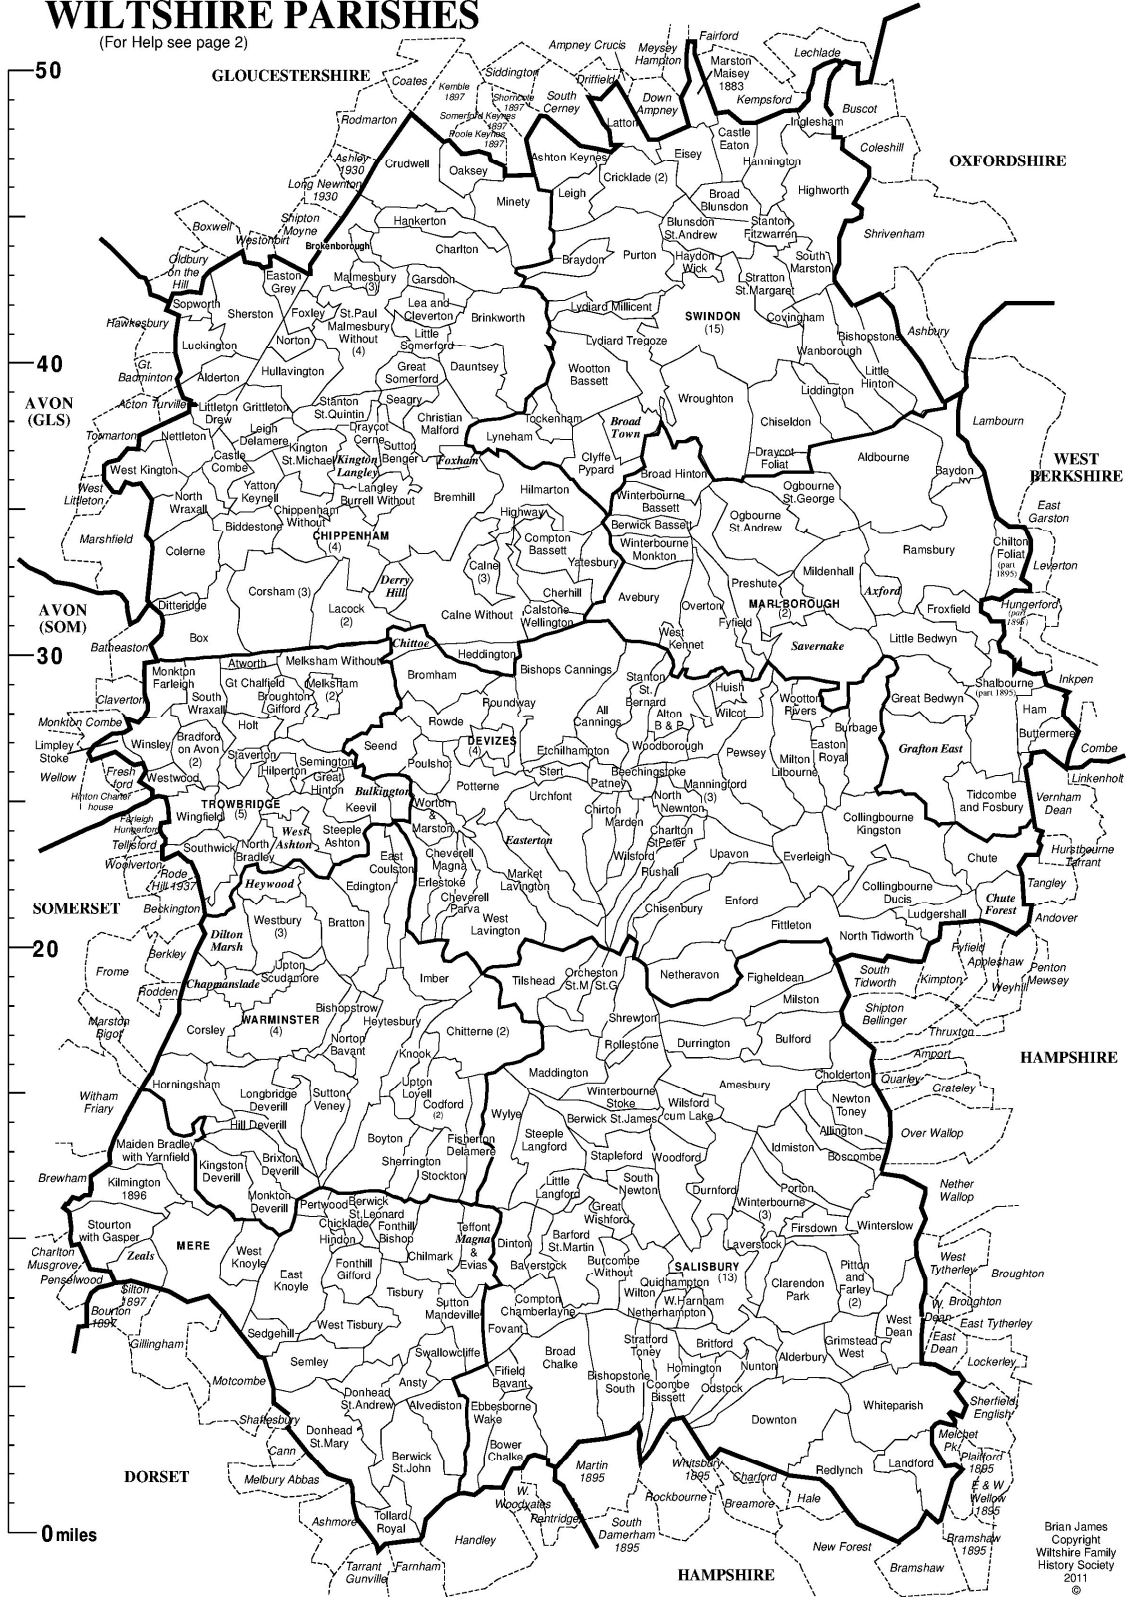 WILTSHIRE PARISHES
(For Help see page 2)
50
40
30
20
0 miles
GLOUCESTERSHIRE
OXFORDSHIRE
AVON
(GLS)
WEST
BERKSHIRE
AVON
(SOM)
SOMERSET
HAMPSHIRE
DORSET
HAMPSHIRE
Ampney Crucis
Meysey
Hampton
Fairford
Marston
Maisey
1883
Lechlade
Coates
Kemble
1897
Siddington
Shorncote
1897
Somerford Keynes
1897
Poole Keynes
1897
South
Cerney
Driffield
Down
Ampney
Kempsford
Buscot
Rodmarton
Latton
Castle
Eaton
Inglesham
Coleshill
Ashley
1930
Crudwell
Oaksey
Ashton Keynes
Eisey
Hannington
Long Newnton
1930
Minety
Leigh
Cricklade (2)
Broad
Blunsdon
Highworth
Boxwell
Shipton
Moyne
Westonbirt
Hankerton
Blunsdon
St.Andrew
Stanton
Fitzwarren
Shrivenham
Brokenborough
Charlton
Oldbury
on the
Hill
Braydon
Purton
Haydon
Wick
South
Marston
Easton
Grey
Malmesbury
(3)
Garsdon
Stratton
St.Margaret
Sopworth
Sherston
Foxley
St.Paul
Malmesbury
Without
(4)
Lea and
Cleverton
Brinkworth
Lydiard Millicent
SWINDON
(15)
Covingham
Hawkesbury
Luckington
Norton
Little
Somerford
Lydiard Tregoze
Bishopstone
Ashbury
Wanborough
Gt.
Badminton
Alderton
Hullavington
Great
Somerford
Dauntsey
Wootton
Bassett
Little
Hinton
Liddington
Acton Turville
Littleton
Drew
Grittleton
Stanton
St.Quintin
Seagry
Wroughton
Tormarton
Nettleton
Leigh
Delamere
Draycot
Cerne
Christian
Malford
Tockenham
Broad
Town
Chiseldon
Lambourn
Lyneham
Castle
Combe
Kington
St.Michael
Kington
Langley
Sutton
Benger
Foxham
Clyffe
Pypard
Draycot
Foliat
Aldbourne
West Kington
Broad Hinton
Baydon
West
Littleton
North
Wraxall
Yatton
Keynell
Langley
Burrell Without
Bremhill
Hilmarton
Winterbourne
Bassett
Ogbourne
St.George
Biddestone
Chippenham
Without
Highway
Berwick Bassett
Ogbourne
St.Andrew
East
Garston
Marshfield
Colerne
CHIPPENHAM
(4)
Compton
Bassett
Winterbourne
Monkton
Ramsbury
Chilton
Foliat
(part
1895)
Calne
(3)
Yatesbury
Leverton
Derry
Hill
Mildenhall
Preshute
Corsham (3)
Cherhill
Avebury
Axford
Ditteridge
Lacock
(2)
Calne Without
Calstone
Wellington
Overton
MARLBOROUGH
(2)
Froxfield
Hungerford
(part
1895)
Fyfield
Box
Batheaston
Chittoe
West
Kennet
Savernake
Little Bedwyn
Heddington
Monkton
Farleigh
Atworth
Melksham Without
Bromham
Bishops Cannings
Shalbourne
(part 1895)
Inkpen
Claverton
South
Wraxall
Gt Chalfield
Broughton
Gifford
Melksham
(2)
Roundway
Stanton
St.
Bernard
Huish
Wootton
Rivers
Great Bedwyn
Ham
Monkton Combe
Holt
Rowde
All
Cannings
Alton
B & P
Wilcot
Burbage
Buttermere
Limpley
Stoke
Winsley
Bradford
on Avon
(2)
Seend
DEVIZES
(4)
Etchilhampton
Woodborough
Pewsey
Easton
Royal
Grafton East
Combe
Staverton
Semington
Poulshot
Milton
Lilbourne
Wellow
Fresh
ford
Westwood
Hilperton
Great
Hinton
Stert
Beechingstoke
Patney
Manningford
(3)
Linkenholt
Hinton Charter
house
TROWBRIDGE
(5)
Bulkington
Potterne
Urchfont
North
Newnton
Tidcombe
and Fosbury
Vernham
Dean
Wingfield
Keevil
Worton
&
Marston
Chirton
Marden
Collingbourne
Kingston
Farleigh
Hungerford
West
Ashton
Steeple
Ashton
Easterton
Charlton
StPeter
Tellisford
Southwick
North
Bradley
East
Coulston
Cheverell
Magna
Wilsford
Upavon
Everleigh
Chute
Hurstbourne
Tarrant
Woolverton
Rode
Hill 1937
Heywood
Edington
Erlestoke
Market
Lavington
Rushall
Collingbourne
Ducis
Tangley
Cheverell
Parva
Enford
Chute
Forest
Beckington
Westbury
(3)
Bratton
Chisenbury
Ludgershall
Andover
Dilton
Marsh
West
Lavington
Fittleton
North Tidworth
Berkley
Fyfield
Appleshaw
Frome
Upton
Scudamore
Imber
Tilshead
Orcheston
St.M St.G
Netheravon
Figheldean
South
Tidworth
Kimpton
Weyhill
Penton
Mewsey
Rodden
Chapmanslade
Milston
Marston
Bigot
Corsley
WARMINSTER
(4)
Bishopstrow
Heytesbury
Chitterne (2)
Shrewton
Shipton
Bellinger
Thruxton
Norton
Bavant
Rollestone
Durrington
Bulford
Knook
Maddington
Amport
Horningsham
Upton
Lovell
Cholderton
Quarley
Grateley
Witham
Friary
Longbridge
Deverill
Sutton
Veney
Codford
(2)
Wylye
Winterbourne
Stoke
Wilsford
cum Lake
Amesbury
Newton
Toney
Hill Deverill
Berwick St.James
Allington
Over Wallop
Maiden Bradley
with Yarnfield
Boyton
Fisherton
Delamere
Steeple
Langford
Idmiston
Boscombe
Brixton
Deverill
Kingston
Deverill
Sherrington
Stapleford
Woodford
Brewham
Kilmington
1896
Stockton
Little
Langford
South
Newton
Durnford
Porton
Nether
Wallop
Monkton
Deverill
Pertwood
Berwick
St.Leonard
Winterbourne
(3)
Stourton
with Gasper
Chicklade
Hindon
Fonthill
Bishop
Teffont
Magna
&
Evias
Great
Wishford
Firsdown
Winterslow
MERE
Zeals
West
Knoyle
Chilmark
Dinton
Barford
St.Martin
Laverstock
Charlton
Musgrove
Baverstock
Burcombe
Without
SALISBURY
(13)
West
Tytherley
Penselwood
East
Knoyle
Fonthill
Gifford
Quidhampton
Wilton
Clarendon
Park
Pitton
and
Farley
(2)
Broughton
Silton
1897
Tisbury
Compton
Chamberlayne
W.Harnham
Netherhampton
Bourton
1897
Sutton
Mandeville
W.
Dean
Broughton
Gillingham
West Tisbury
Fovant
West
Dean
East Tytherley
Sedgehill
Stratford
Toney
Britford
Grimstead
West
East
Dean
Swallowcliffe
Broad
Chalke
Alderbury
Lockerley
Semley
Homington
Nunton
Motcombe
Ansty
Fifield
Bavant
Bishopstone
South
Coombe
Bissett
Odstock
Donhead
St.Andrew
Alvediston
Ebbesborne
Wake
Downton
Whiteparish
Sherfield
English
Shaftesbury
Donhead
St.Mary
Melchet
Pk.
Cann
Bower
Chalke
Berwick
St.John
Martin
1895
Whitsbury
1895
Redlynch
Landford
Plaitford
1895
Melbury Abbas
Charford
W.
Woodyates
Rockbourne
Breamore
Hale
E & W
Wellow
1895
Ashmore
Tollard
Royal
Pentridge
South
Damerham
1895
Handley
New Forest
Bramshaw
1895
Tarrant
Gunville
Farnham
Bramshaw
Brian James
Copyright
Wiltshire Family
History Society
2011
©